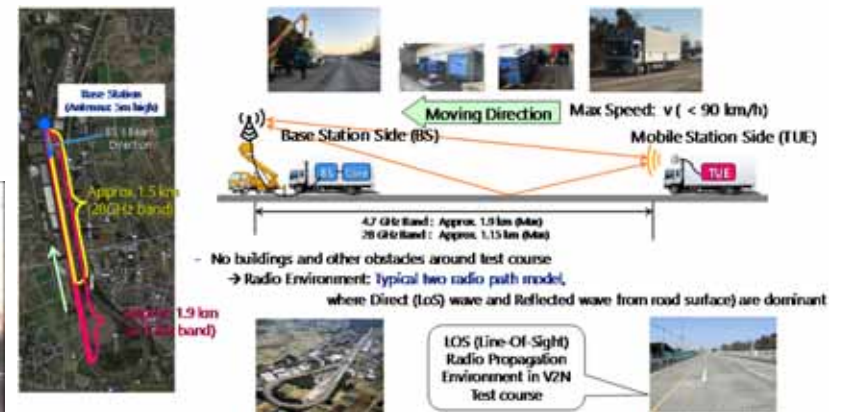 Base Station
(Antenna: 5m high)
BS's Beam
Direction
Approx. 1.5 km
(28GHz band)
Approx. 1.9 km
band)
Moving Direction
Max Speed: v ( < 90 km/h)
Base Station Side (BS)
Mobile Station Side (TUE)
BS
Core
TUE
4.7 GHz Band : Approx. 1.9 km (Max)
28 GHz Band : Approx. 1.15 km (Max)
- No buildings and other obstacles around test course
→ Radio Environment: Typical two radio path model,
where Direct (LoS) wave and Reflected wave from road surface) are dominant
LOS (Line-Of-Sight)
Radio Propagation
Environment in V2N
Test course